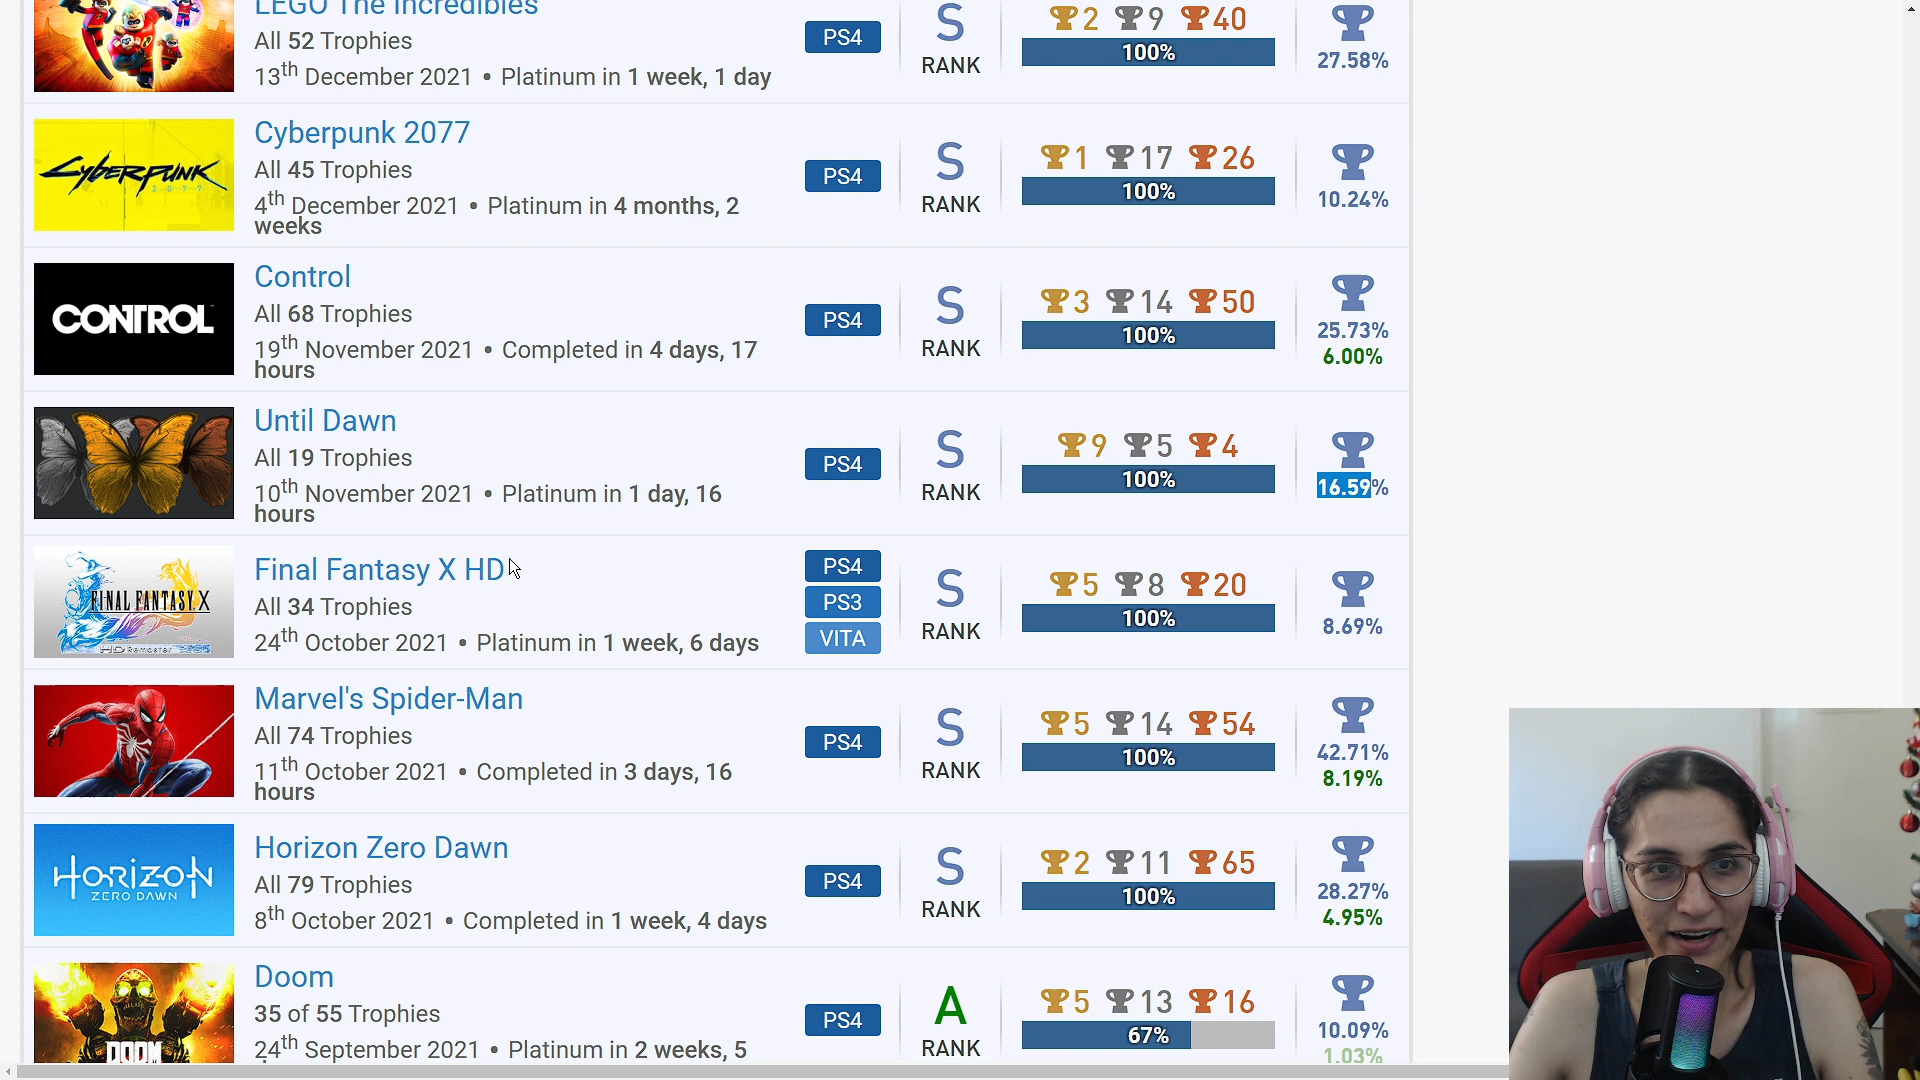 LEGO The Incredibles
All 52 Trophies
13th December 2021 • Platinum in 1 week, 1 day
PS4
S
RANK
2 9 40
100%
27.58%
CYBERPUNK
2077
Cyberpunk 2077
All 45 Trophies
4th December 2021 • Platinum in 4 months, 2
weeks
PS4
S
RANK
1 17 26
100%
10.24%
CONTROL
Control
All 68 Trophies
19th November 2021 • Completed in 4 days, 17
hours
PS4
S
RANK
3 14 50
100%
25.73%
6.00%
Until Dawn
All 19 Trophies
10th November 2021 • Platinum in 1 day, 16
hours
PS4
S
RANK
9 5 4
100%
16.59%
FINAL FANTASY X
HD Remaster
Final Fantasy X HD
All 34 Trophies
24th October 2021 • Platinum in 1 week, 6 days
PS4
PS3
VITA
S
RANK
5 8 20
100%
8.69%
Marvel's Spider-Man
All 74 Trophies
11th October 2021 • Completed in 3 days, 16
hours
PS4
S
RANK
5 14 54
100%
42.71%
8.19%
HORIZON
ZERO DAWN
Horizon Zero Dawn
All 79 Trophies
8th October 2021 • Completed in 1 week, 4 days
PS4
S
RANK
2 11 65
100%
28.27%
4.95%
DOOM
Doom
35 of 55 Trophies
24th September 2021 • Platinum in 2 weeks, 5
PS4
A
RANK
5 13 16
67%
10.09%
1.03%